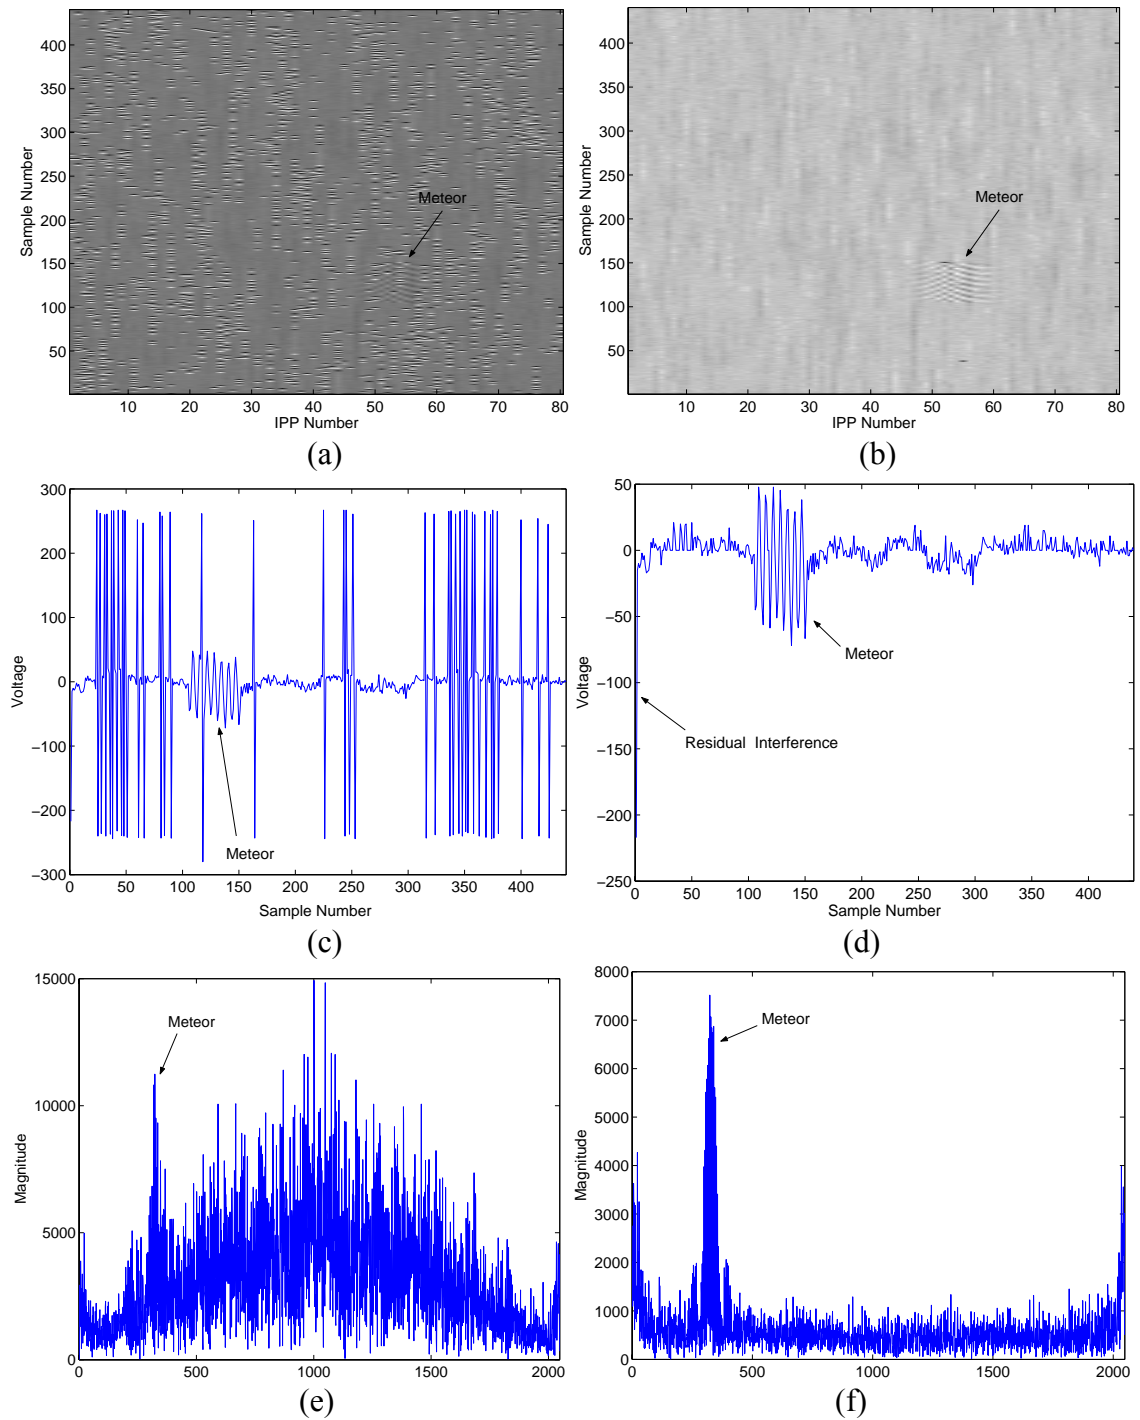 400
350
300
250
200
150
100
50
Sample Number
Meteor
10 20 30 40 50 60 70 80
IPP Number
(a)
400
350
300
250
200
150
100
50
Sample Number
Meteor
10 20 30 40 50 60 70 80
IPP Number
(b)
300
200
100
0
−100
−200
−300
Voltage
Meteor
0 50 100 150 200 250 300 350 400
Sample Number
(c)
50
0
−50
−100
−150
−200
−250
Voltage
Meteor
Residual Interference
0 50 100 150 200 250 300 350 400
Sample Number
(d)
15000
10000
5000
0
Magnitude
Meteor
0 500 1000 1500 2000
(e)
8000
7000
6000
5000
4000
3000
2000
1000
0
Magnitude
Meteor
0 500 1000 1500 2000
(f)